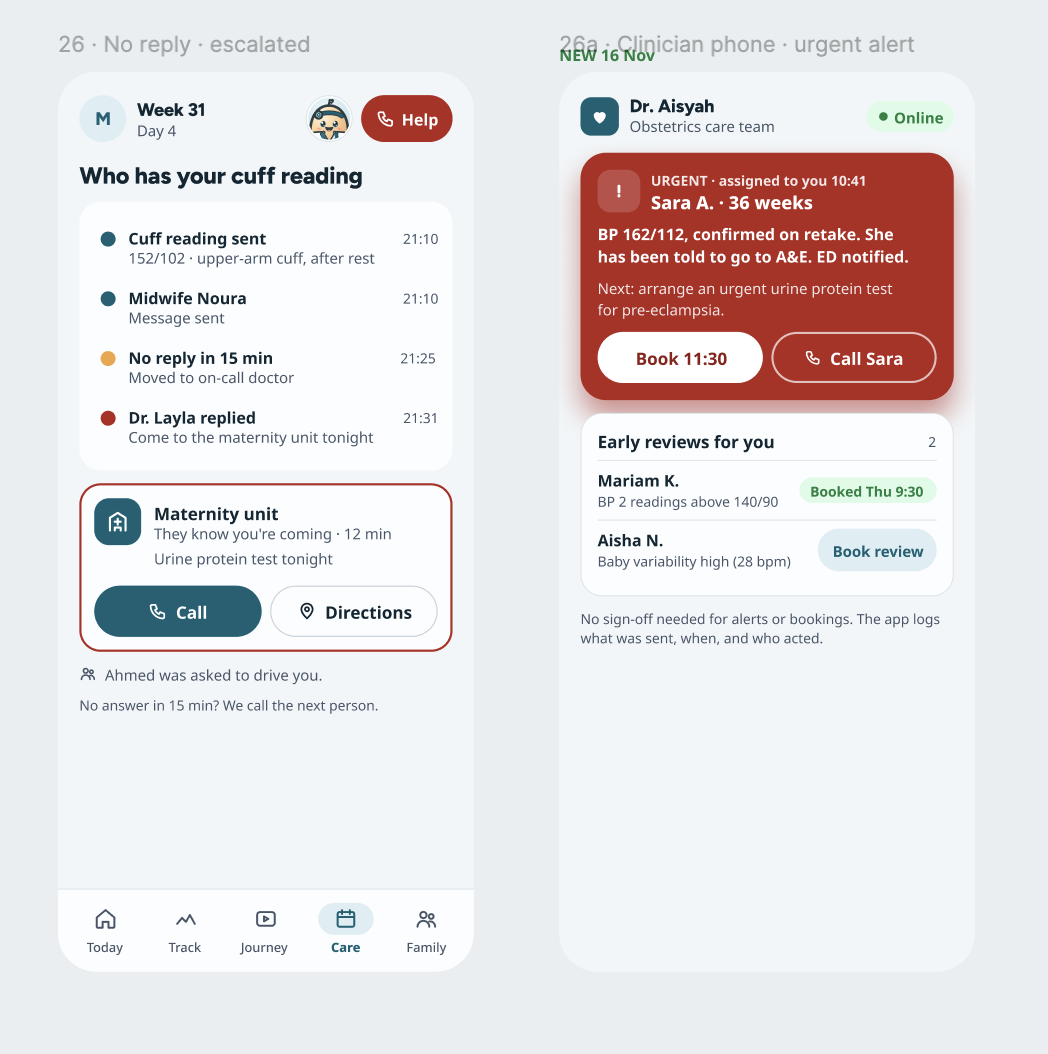 26 · No reply · escalated
M
Week 31
Day 4
Help
Who has your cuff reading
Cuff reading sent
21:10
152/102 · upper-arm cuff, after rest
Midwife Noura
21:10
Message sent
No reply in 15 min
21:25
Moved to on-call doctor
Dr. Layla replied
21:31
Come to the maternity unit tonight
Maternity unit
They know you're coming · 12 min
Urine protein test tonight
Call
Directions
Ahmed was asked to drive you.
No answer in 15 min? We call the next person.
Today
Track
Journey
Care
Family
26a · Clinician phone · urgent alert
NEW 16 Nov
Dr. Aisyah
Obstetrics care team
Online
!
URGENT · assigned to you 10:41
Sara A. · 36 weeks
BP 162/112, confirmed on retake. She
has been told to go to A&E. ED notified.
Next: arrange an urgent urine protein test
for pre-eclampsia.
Book 11:30
Call Sara
Early reviews for you
2
Mariam K.
BP 2 readings above 140/90
Booked Thu 9:30
Aisha N.
Baby variability high (28 bpm)
Book review
No sign-off needed for alerts or bookings. The app logs
what was sent, when, and who acted.